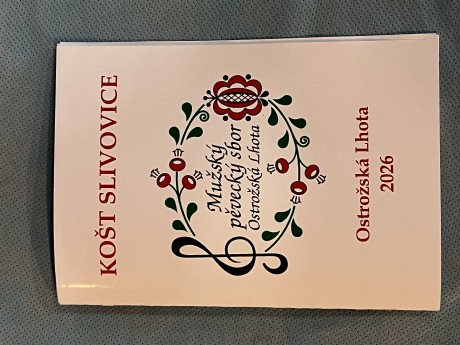 KOŠT SLIVOVICE
Mužský
pěvecký sbor
Ostrožská Lhota
Ostrožská Lhota
2026